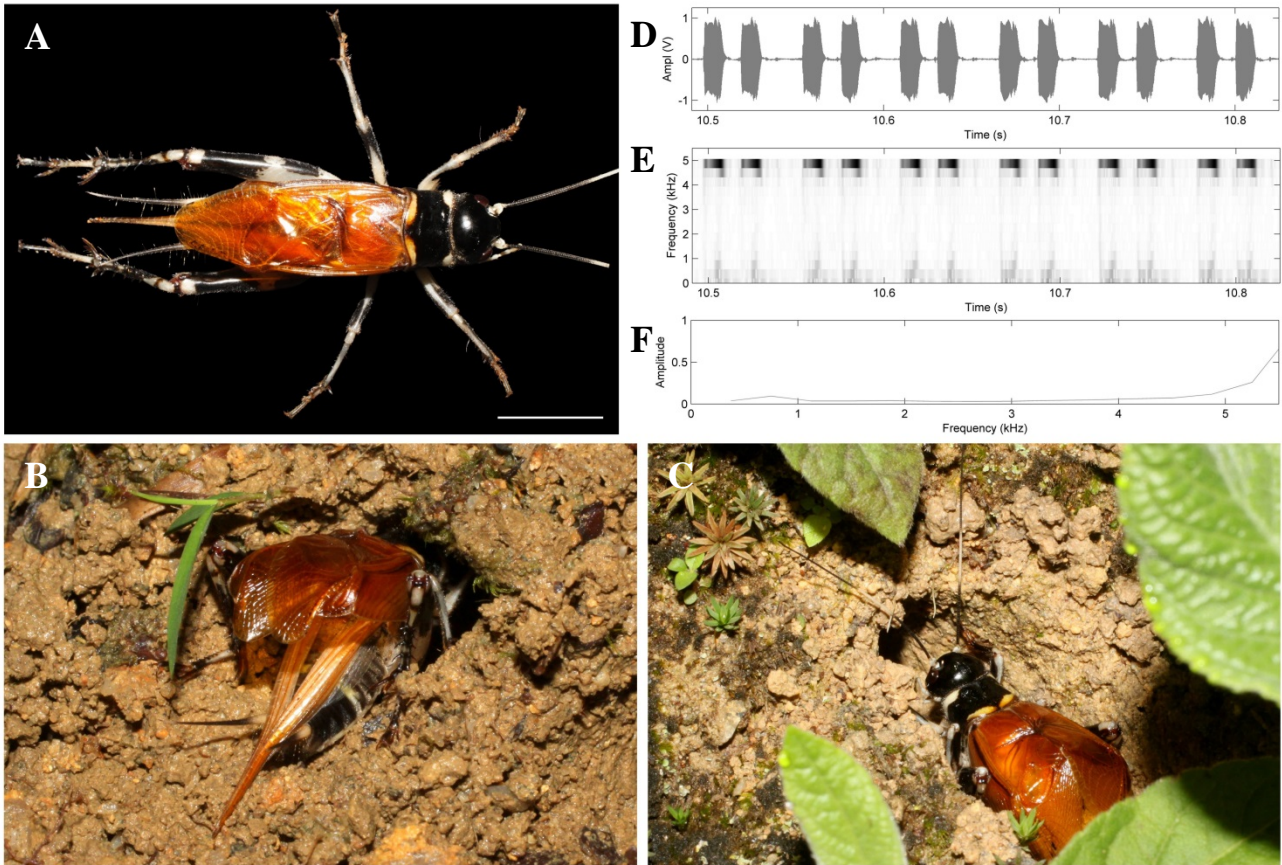 A
D
Ampl (V)
1
0
-1
10.5 10.6 10.7 10.8
Time (s)
E
Frequency (kHz)
5
4
3
2
1
0
10.5 10.6 10.7 10.8
Time (s)
F
Amplitude
1
0.5
0
0 1 2 3 4 5
Frequency (kHz)
B
C